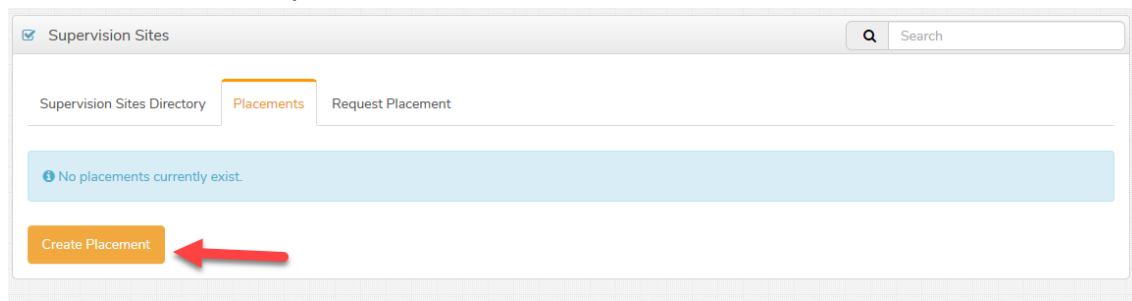 Supervision Sites
Search
Supervision Sites Directory Placements Request Placement
No placements currently exist.
Create Placement